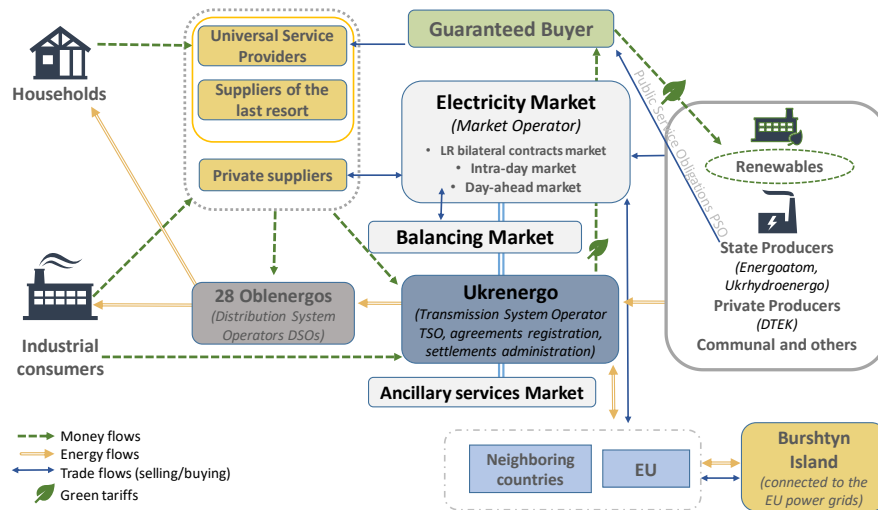 Universal Service
Providers
Guaranteed Buyer
Households
Suppliers of the
last resort
Electricity Market
(Market Operator)
• LR bilateral contracts market
• Intra-day market
• Day-ahead market
Public Service Obligations PSO
Renewables
Private suppliers
Balancing Market
State Producers
(Energoatom,
Ukrhydroenergo)
Private Producers
(DTEK)
Communal and others
28 Oblenergos
(Distribution System
Operators DSOs)
Ukrenergo
(Transmission System Operator
TSO, agreements registration,
settlements administration)
Industrial
consumers
Ancillary services Market
Money flows
Energy flows
Trade flows (selling/buying)
Green tariffs
Neighboring
countries
EU
Burshtyn
Island
(connected to the
EU power grids)